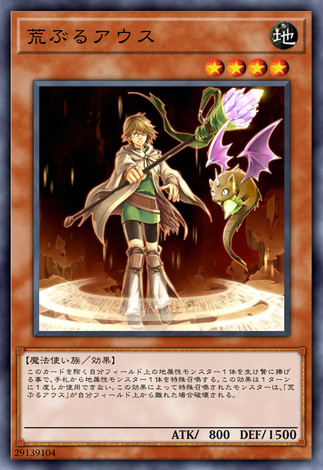 荒ぶるアウス
地
【魔法使い族／効果】
このカードを除く自分フィールド上の地属性モンスター１体を生け贄に捧げ
る事で、手札から地属性モンスター１体を特殊召喚する。この効果は１ターン
に１度しか使用できない。この効果によって特殊召喚されたモンスターは、「荒
ぶるアウス」が自分フィールド上から離れた場合破壊される。
ATK/ 800 DEF/1500
29139104